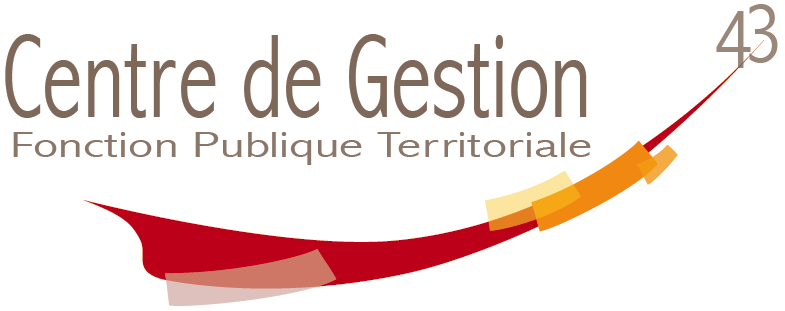 Centre de Gestion 43
Fonction Publique Territoriale